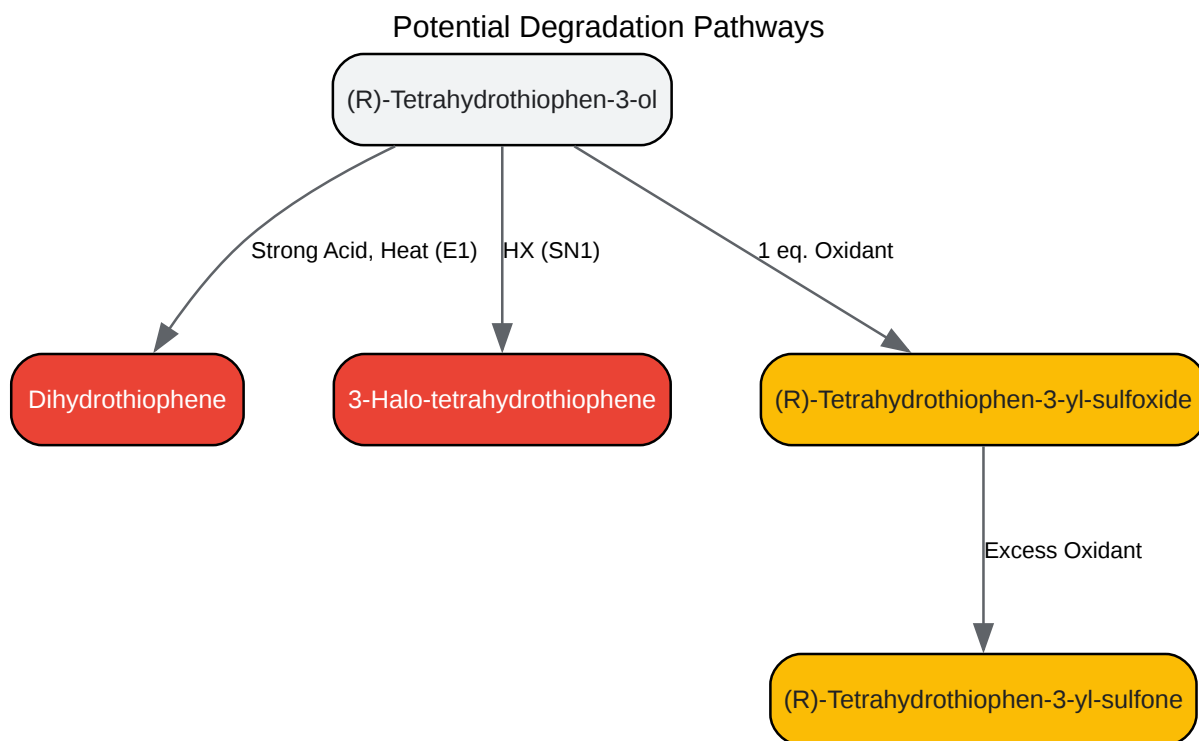 Potential Degradation Pathways
(R)-Tetrahydrothiophen-3-ol
Strong Acid, Heat (E1)
HX (SN1)
1 eq. Oxidant
Dihydrothiophene
3-Halo-tetrahydrothiophene
(R)-Tetrahydrothiophen-3-yl-sulfoxide
Excess Oxidant
(R)-Tetrahydrothiophen-3-yl-sulfone